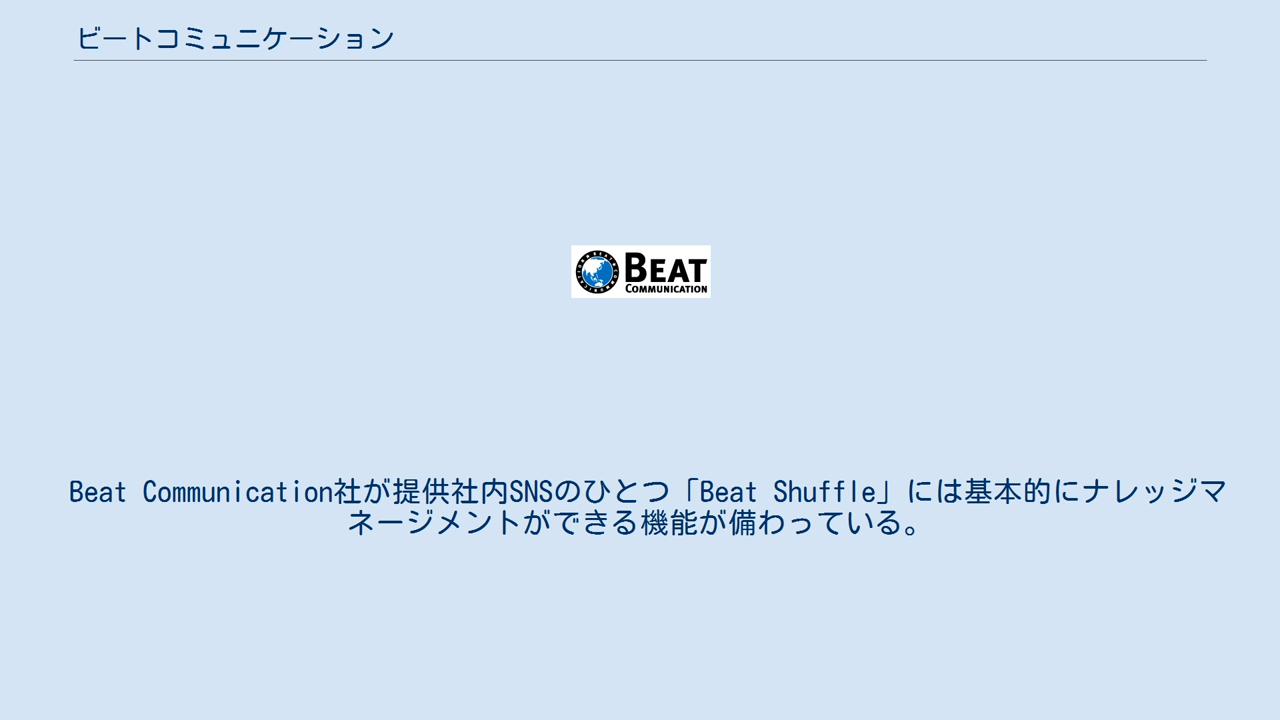 ビートコミュニケーション
BEAT
COMMUNICATION
Beat Communication社が提供社内SNSのひとつ「Beat Shuffle」には基本的にナレッジマ
ネージメントができる機能が備わっている。